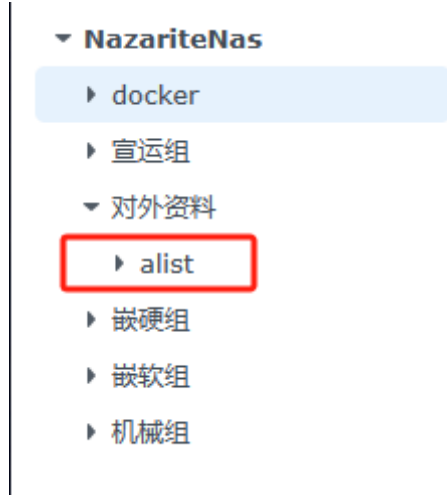 NazariteNas
docker
宣运组
对外资料
alist
嵌硬组
嵌软组
机械组